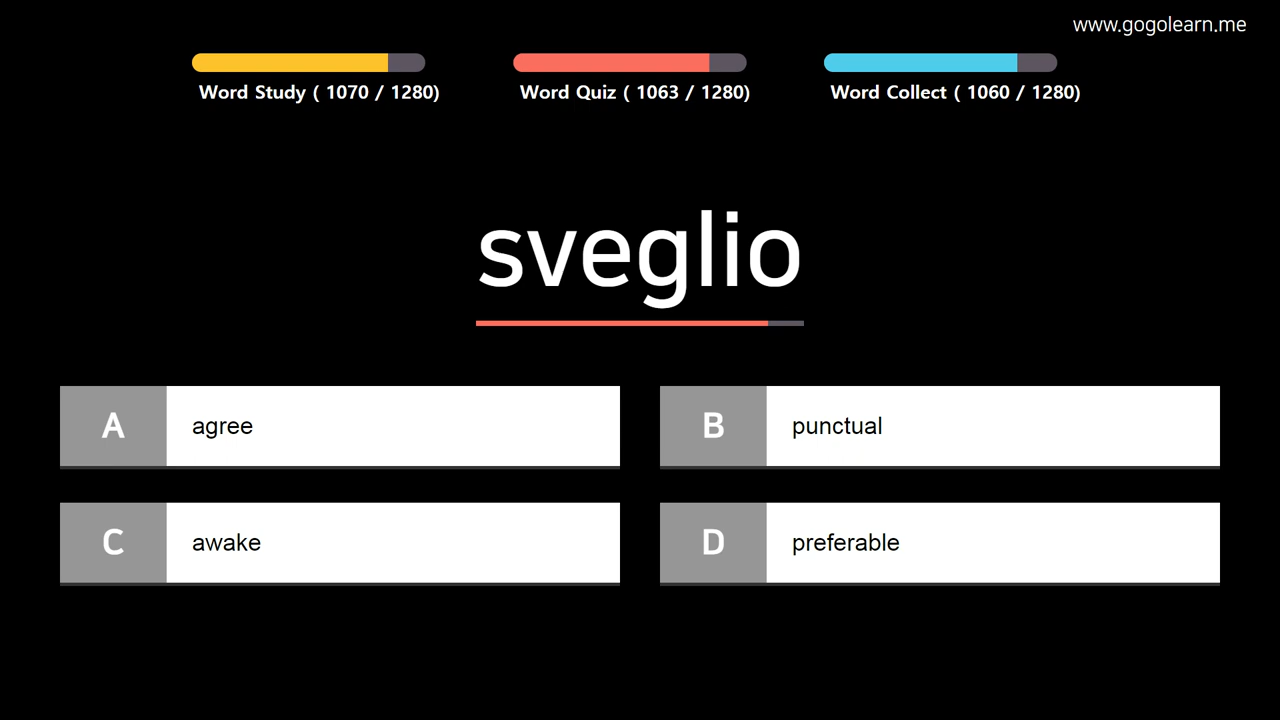 www.gogolearn.me
Word Study ( 1070 / 1280)
Word Quiz ( 1063 / 1280)
Word Collect ( 1060 / 1280)
sveglio
A agree
B punctual
C awake
D preferable